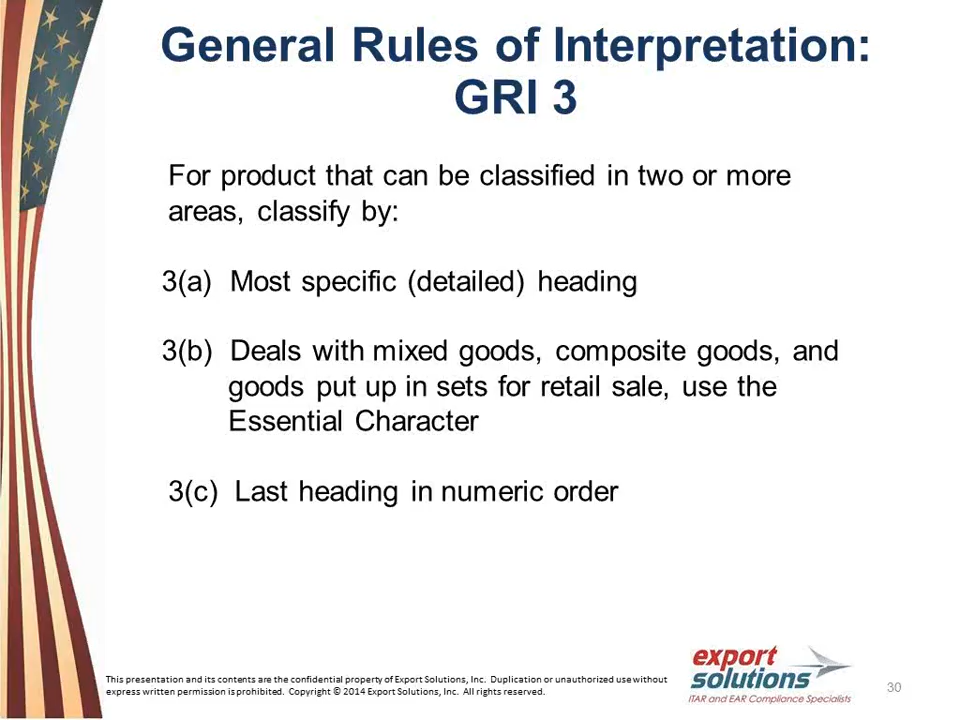 General Rules of Interpretation:
GRI 3
For product that can be classified in two or more
areas, classify by:
3(a) Most specific (detailed) heading
3(b) Deals with mixed goods, composite goods, and
goods put up in sets for retail sale, use the
Essential Character
3(c) Last heading in numeric order
This presentation and its contents are the confidential property of Export Solutions, Inc. Duplication or unauthorized use without
express written permission is prohibited. Copyright © 2014 Export Solutions, Inc. All rights reserved.
export
solutions
ITAR and EAR Compliance Specialists
30